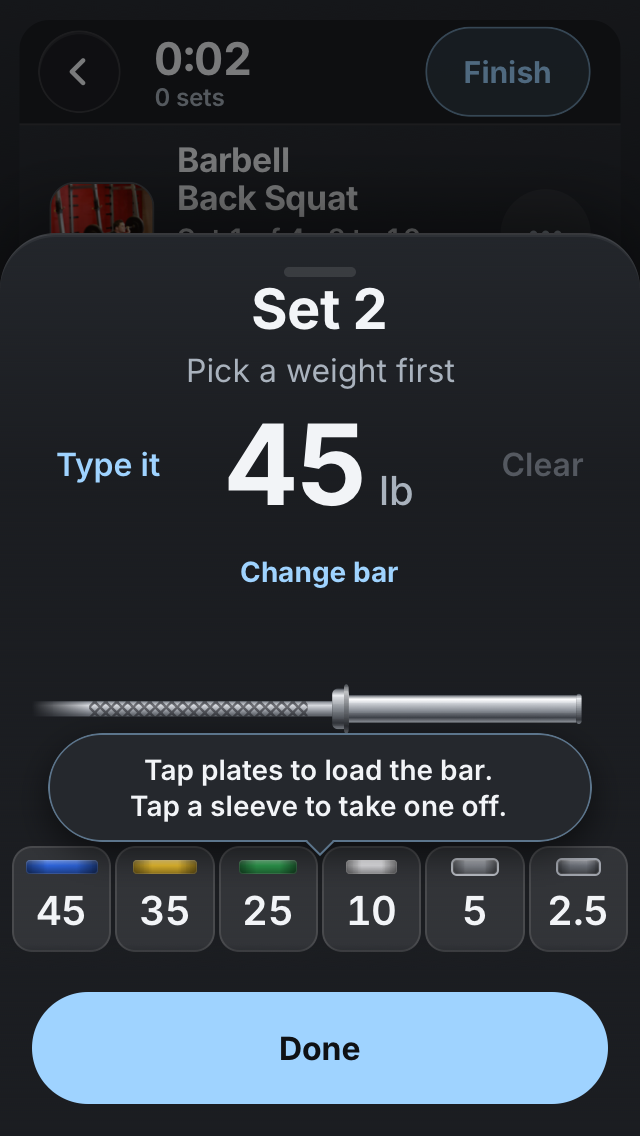 0:02
0 sets
Finish
Barbell
Back Squat
Set 2
Pick a weight first
Type it
45 lb
Clear
Change bar
Tap plates to load the bar.
Tap a sleeve to take one off.
45
35
25
10
5
2.5
Done